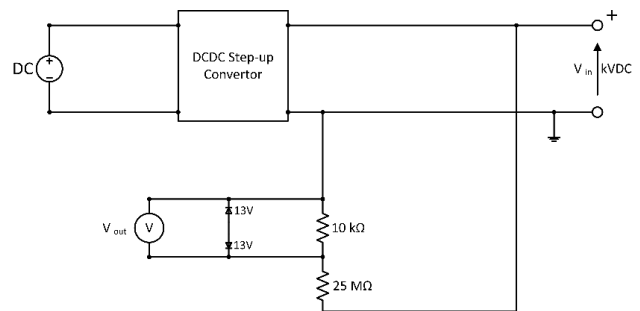 DCDC Step-up
Convertor
DC
+
−
+
V in kVDC
13V
13V
V out
V
10 kΩ
25 MΩ